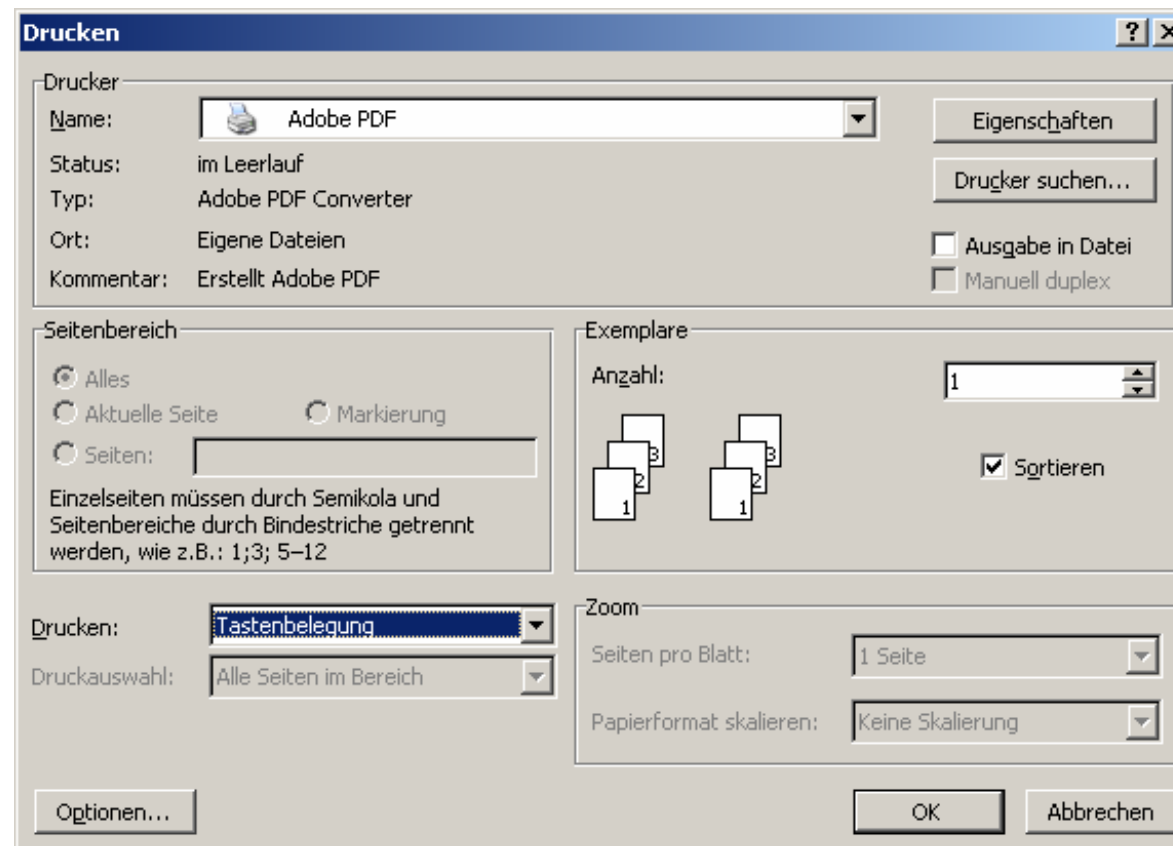 Drucken
Drucker
Name: Adobe PDF Eigenschaften
Status: im Leerlauf
Drucker suchen...
Typ: Adobe PDF Converter
Ort: Eigene Dateien Ausgabe in Datei
Kommentar: Erstellt Adobe PDF Manuell duplex
Seitenbereich
Alles
Aktuelle Seite Markierung
Seiten:
Einzelseiten müssen durch Semikola und
Seitenbereiche durch Bindestriche getrennt
werden, wie z.B.: 1;3; 5–12
Exemplare
Anzahl: 1
3 3
2 2
1 1
Sortieren
Drucken: Tastenbelegung
Druckauswahl: Alle Seiten im Bereich
Zoom
Seiten pro Blatt: 1 Seite
Papierformat skalieren: Keine Skalierung
Optionen... OK Abbrechen